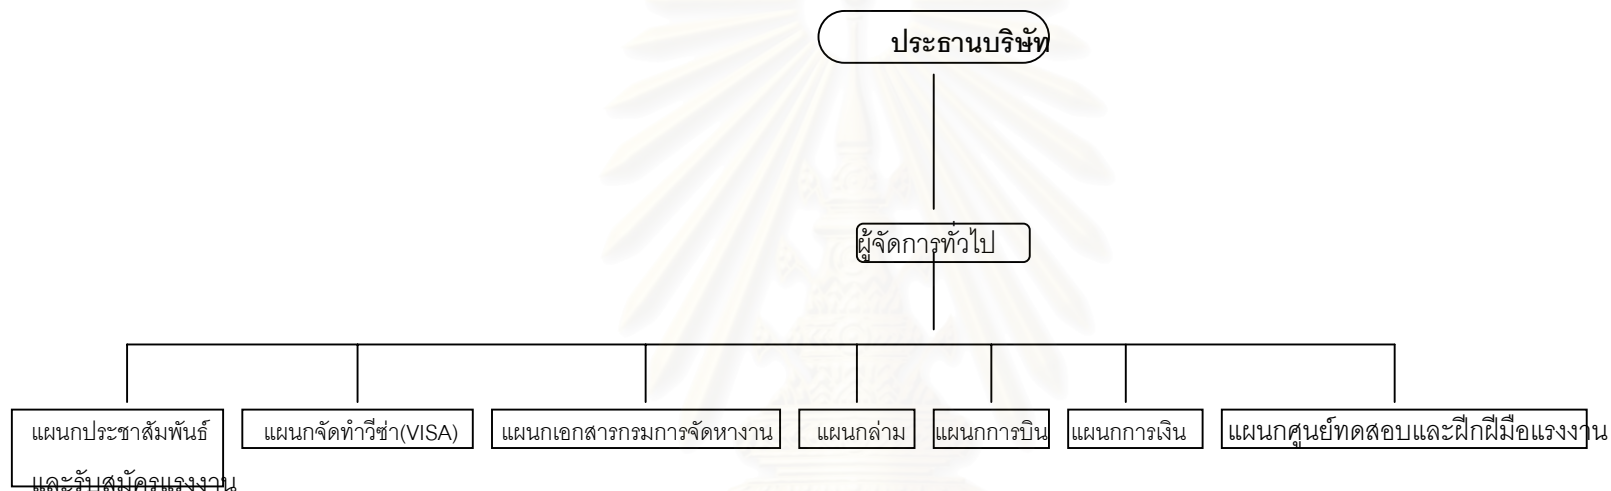 ประธานบริษัท
ผู้จัดการทั่วไป
แผนกประชาสัมพันธ์
และรับสมัครแรงงาน
แผนกจัดทำวีซ่า(VISA)
แผนกเอกสารกรมการจัดหางาน
แผนกล่าม
แผนกการบิน
แผนกการเงิน
แผนกศูนย์ทดสอบและฝึกฝีมือแรงงาน